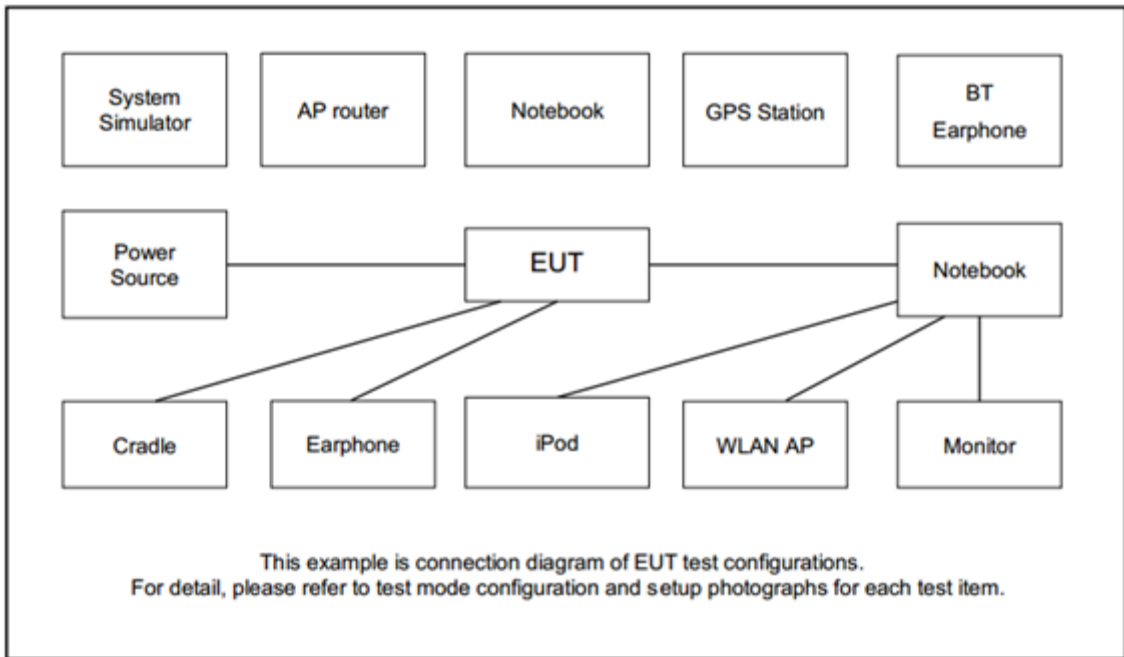 System
Simulator
AP router
Notebook
GPS Station
BT
Earphone
Power
Source
EUT
Notebook
Cradle
Earphone
iPod
WLAN AP
Monitor
This example is connection diagram of EUT test configurations.
For detail, please refer to test mode configuration and setup photographs for each test item.